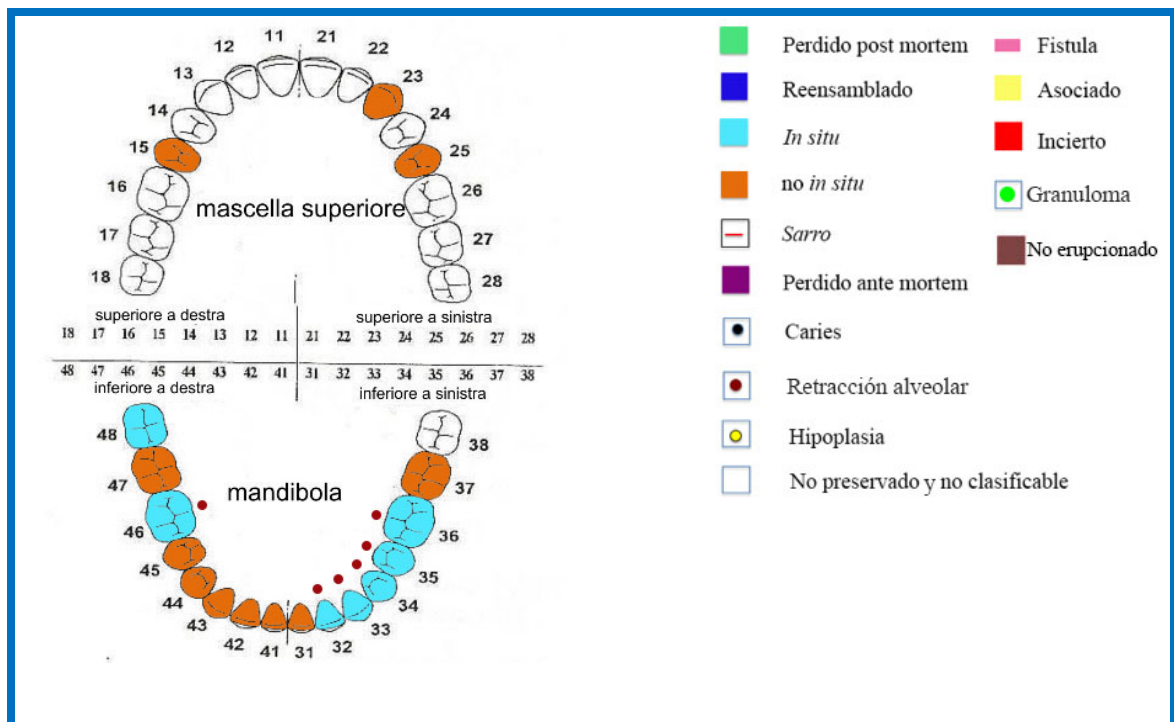 11 21
12 22
13 23
14 24
15 25
16 26
mascella superiore
17 27
18 28
superiore a destra superiore a sinistra
18 17 16 15 14 13 12 11 21 22 23 24 25 26 27 28
48 47 46 45 44 43 42 41 31 32 33 34 35 36 37 38
inferiore a destra inferiore a sinistra
48 38
47 mandibola 37
46 36
45 35
44 34
43 33
42 41 31 32
Perdido post mortem
Reensamblado
In situ
no in situ
Sarro
Perdido ante mortem
Caries
Retracción alveolar
Hipoplasia
No preservado y no clasificable
Fistula
Asociado
Incierto
Granuloma
No erupcionado